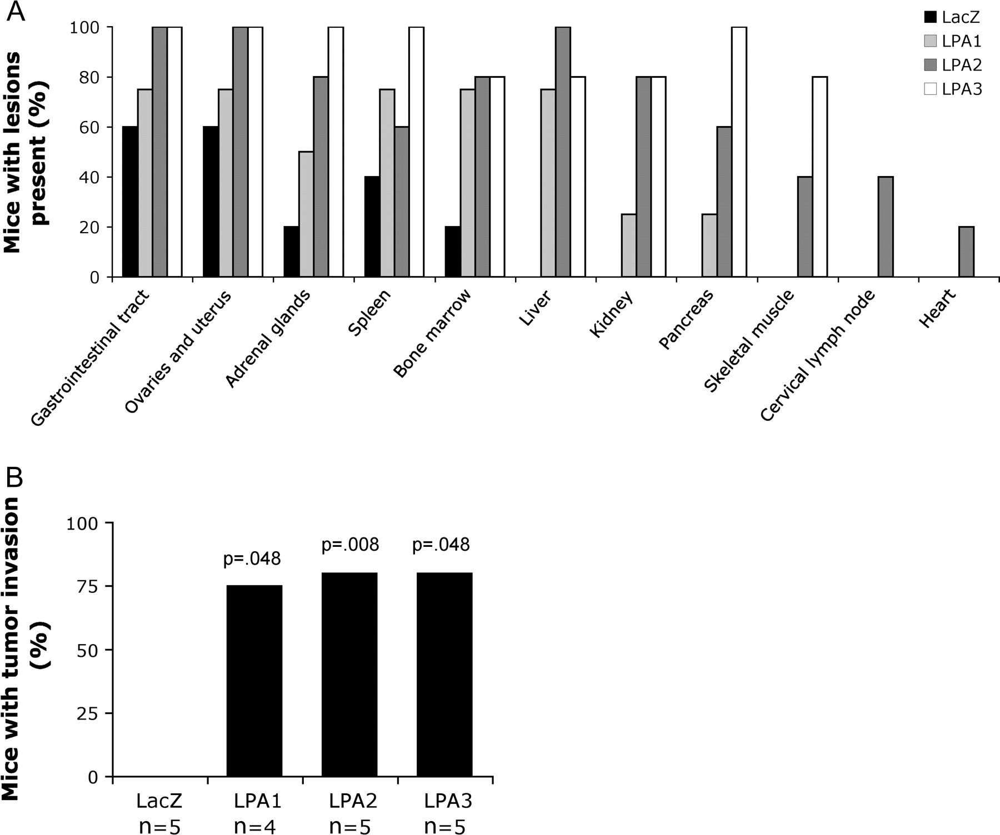 A
Mice with lesions
present (%)
100
80
60
40
20
0
LacZ
LPA1
LPA2
LPA3
Gastrointestinal tract
Ovaries and uterus
Adrenal glands
Spleen
Bone marrow
Liver
Kidney
Pancreas
Skeletal muscle
Cervical lymph node
Heart
B
Mice with tumor invasion
(%)
100
75
50
25
0
p=.048
p=.008
p=.048
LacZ
n=5
LPA1
n=4
LPA2
n=5
LPA3
n=5